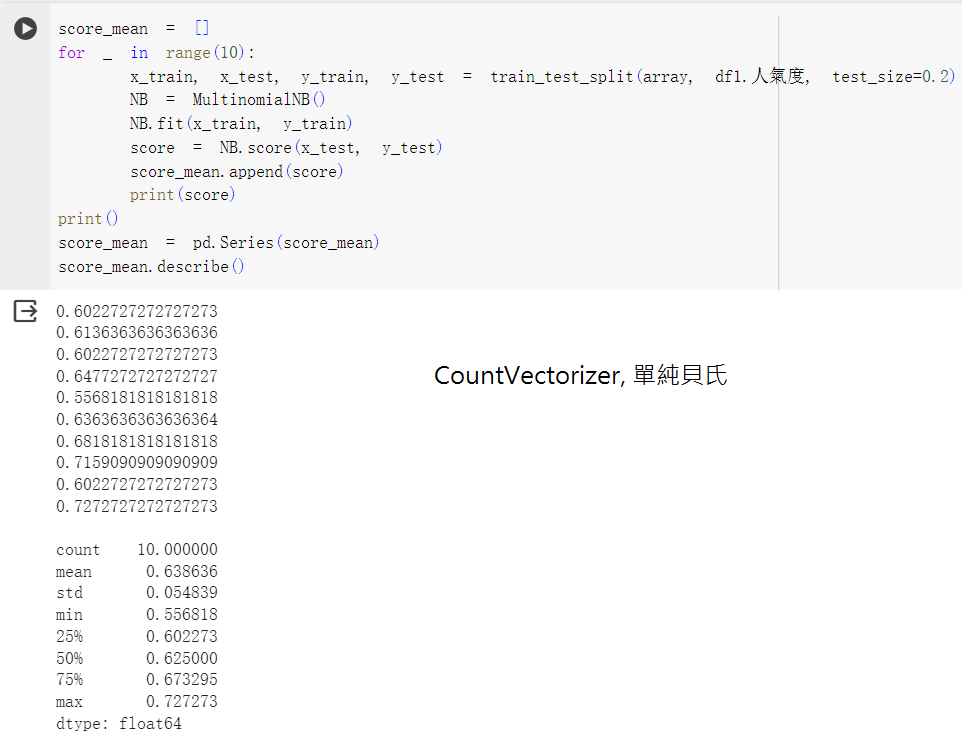 score_mean = []
for _ in range(10):
x_train, x_test, y_train, y_test = train_test_split(array, df1.人氣度, test_size=0.2)
NB = MultinomialNB()
NB.fit(x_train, y_train)
score = NB.score(x_test, y_test)
score_mean.append(score)
print(score)
print()
score_mean = pd.Series(score_mean)
score_mean.describe()
0.6022727272727273
0.6136363636363636
0.6022727272727273
0.6477272727272727
0.5568181818181818
0.6363636363636364
0.6818181818181818
0.7159090909090909
0.6022727272727273
0.7272727272727273
CountVectorizer, 單純貝氏
count 10.000000
mean 0.638636
std 0.054839
min 0.556818
25% 0.602273
50% 0.625000
75% 0.673295
max 0.727273
dtype: float64